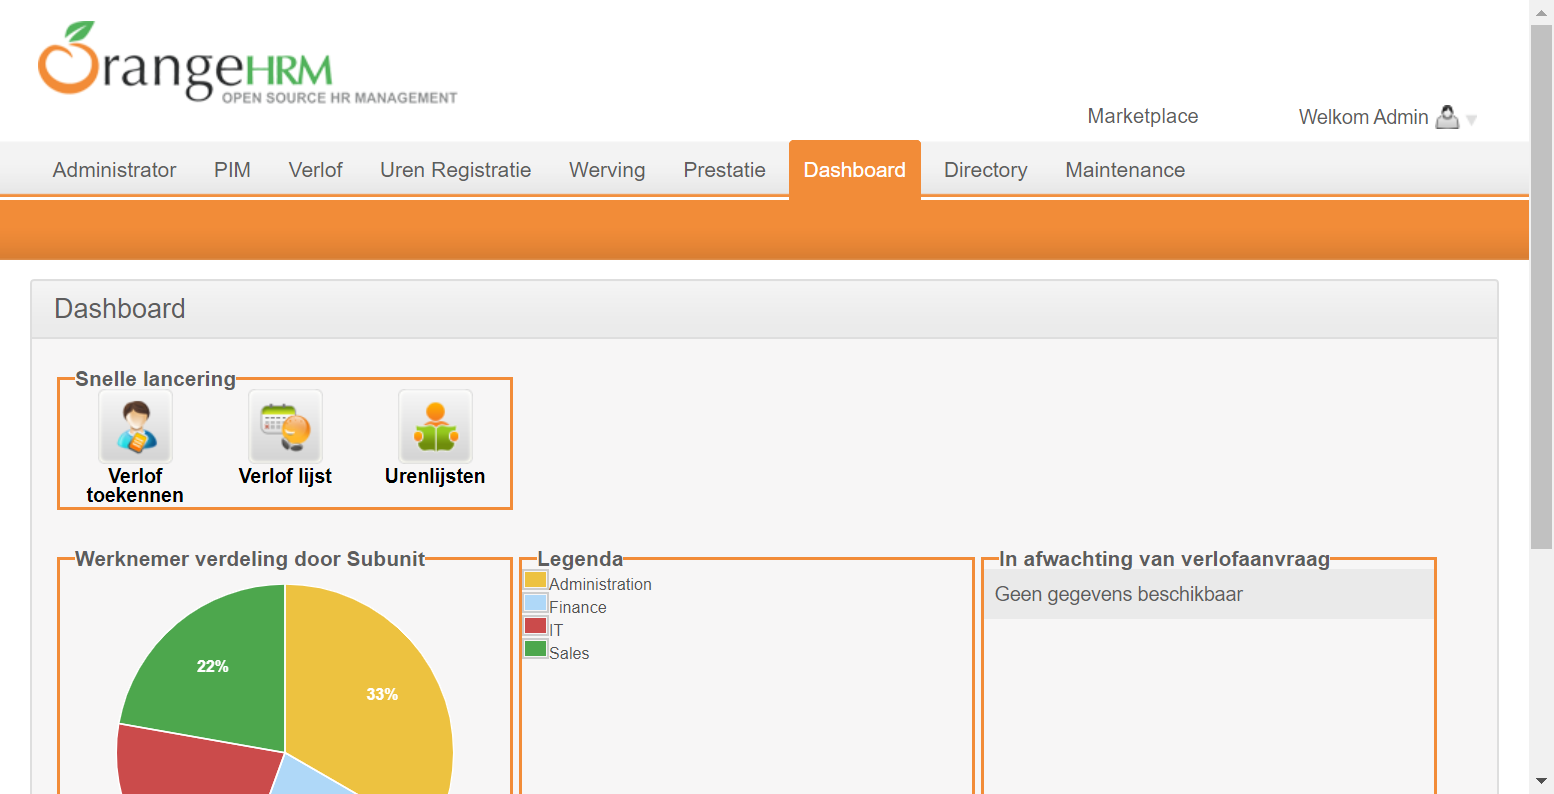 OrangeHRM
OPEN SOURCE HR MANAGEMENT
Marketplace
Welkom Admin
Administrator PIM Verlof Uren Registratie Werving Prestatie Dashboard Directory Maintenance
Dashboard
Snelle lancering
Verlof toekennen
Verlof lijst
Urenlijsten
Werknemer verdeling door Subunit
22%
33%
Legenda
Administration
Finance
IT
Sales
In afwachting van verlofaanvraag
Geen gegevens beschikbaar